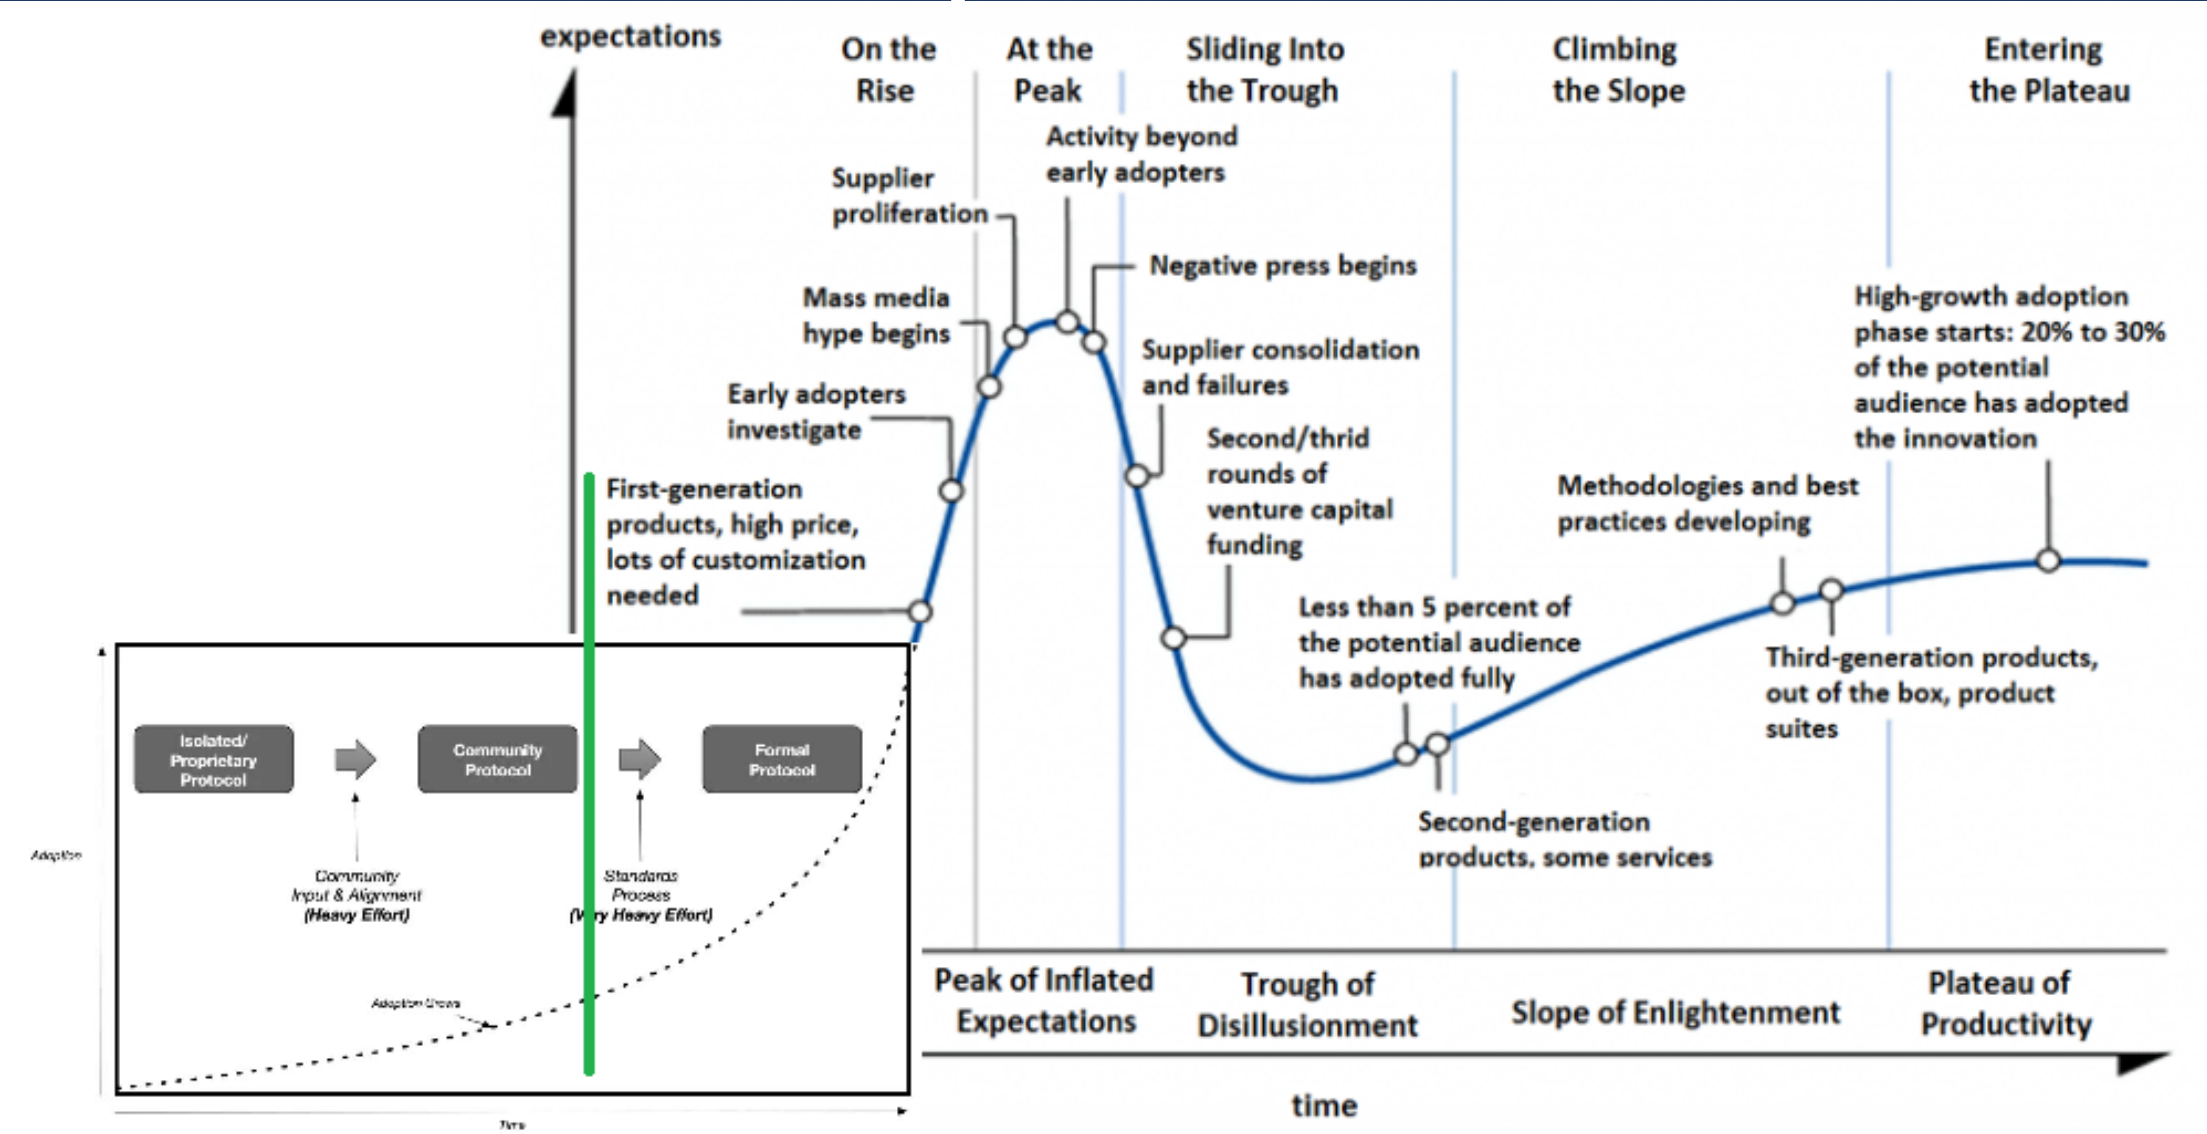 expectations
On the
Rise
At the
Peak
Sliding Into
the Trough
Climbing
the Slope
Entering
the Plateau
Activity beyond
early adopters
Supplier
proliferation
Negative press begins
Mass media
hype begins
High-growth adoption
phase starts: 20% to 30%
of the potential
audience has adopted
the innovation
Supplier consolidation
and failures
Early adopters
investigate
Second/thrid
rounds of
venture capital
funding
First-generation
products, high price,
lots of customization
needed
Methodologies and best
practices developing
Less than 5 percent of
the potential audience
has adopted fully
Third-generation products,
out of the box, product
suites
Second-generation
products, some services
Isolated/
Proprietary
Protocol
Community
Protocol
Formal
Protocol
Adoption
Community
Input & Alignment
(Heavy Effort)
Standards
Process
(Very Heavy Effort)
Adoption Grows
Time
Peak of Inflated
Expectations
Trough of
Disillusionment
Slope of Enlightenment
Plateau of
Productivity
time